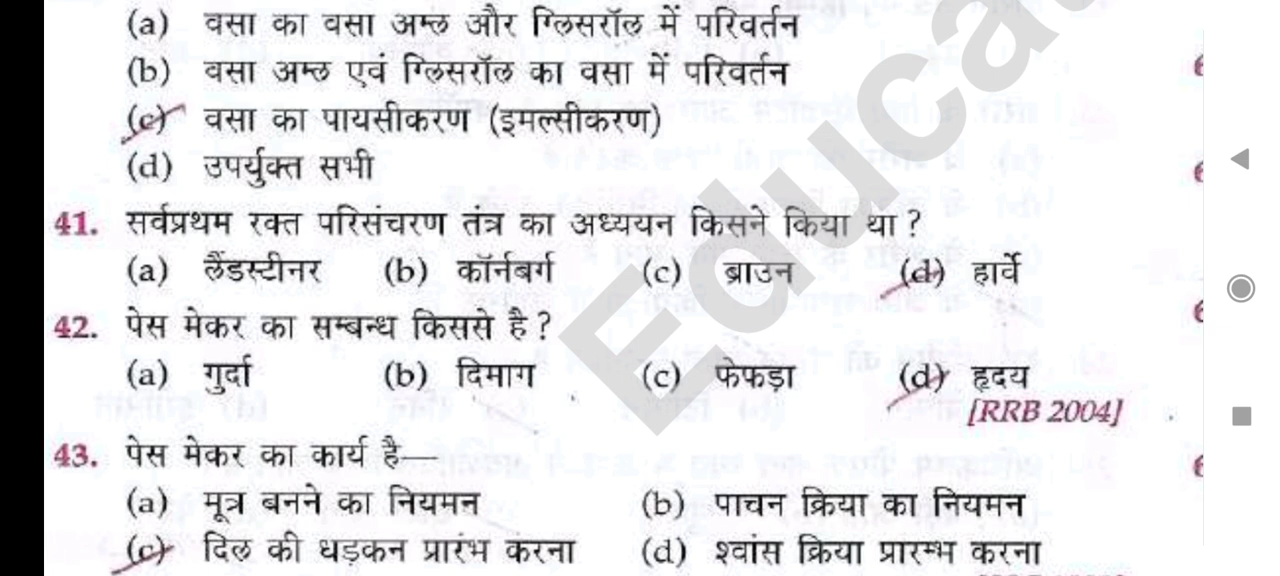 (a) वसा का वसा अम्ल और ग्लिसरॉल में परिवर्तन
(b) वसा अम्ल एवं ग्लिसरॉल का वसा में परिवर्तन
(c) वसा का पायसीकरण (इमल्सीकरण)
(d) उपर्युक्त सभी
41. सर्वप्रथम रक्त परिसंचरण तंत्र का अध्ययन किसने किया था ?
(a) लैंडस्टीनर (b) कॉर्नबर्ग (c) ब्राउन (d) हार्वे
42. पेस मेकर का सम्बन्ध किससे है ?
(a) गुर्दा (b) दिमाग (c) फेफड़ा (d) हृदय
[RRB 2004]
43. पेस मेकर का कार्य है—
(a) मूत्र बनने का नियमन (b) पाचन क्रिया का नियमन
(c) दिल की धड़कन प्रारंभ करना (d) श्वांस क्रिया प्रारम्भ करना
Educa